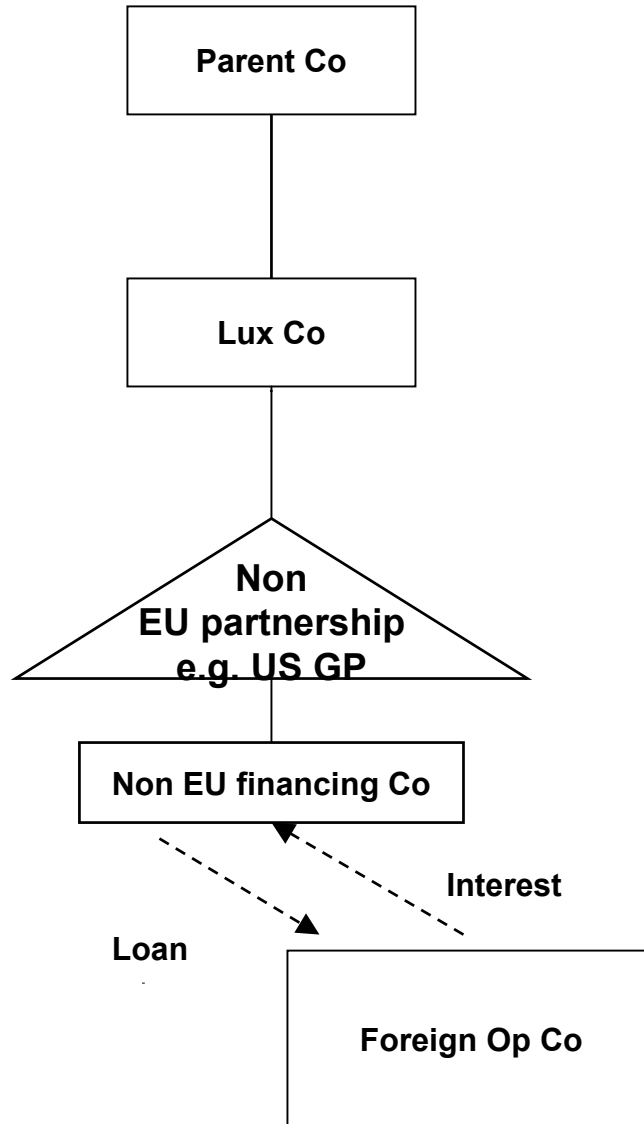 Parent Co
Lux Co
Non
EU partnership
e.g. US GP
Non EU financing Co
Interest
Loan
Foreign Op Co